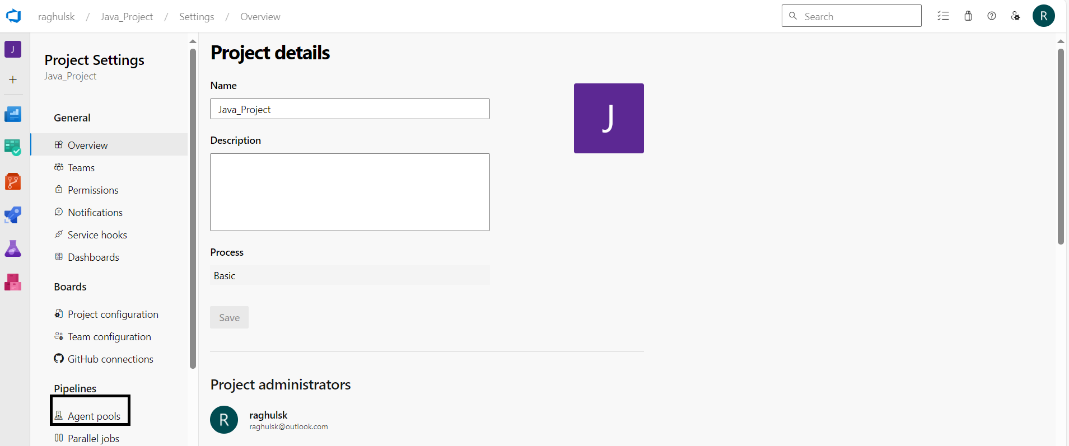 raghulsk / Java_Project / Settings / Overview
Search
R
J
Project Settings
Java_Project
General
Overview
Teams
Permissions
Notifications
Service hooks
Dashboards
Boards
Project configuration
Team configuration
GitHub connections
Pipelines
Agent pools
Parallel jobs
Project details
Name
Java_Project
J
Description
Process
Basic
Save
Project administrators
R
raghulsk
raghulsk@outlook.com